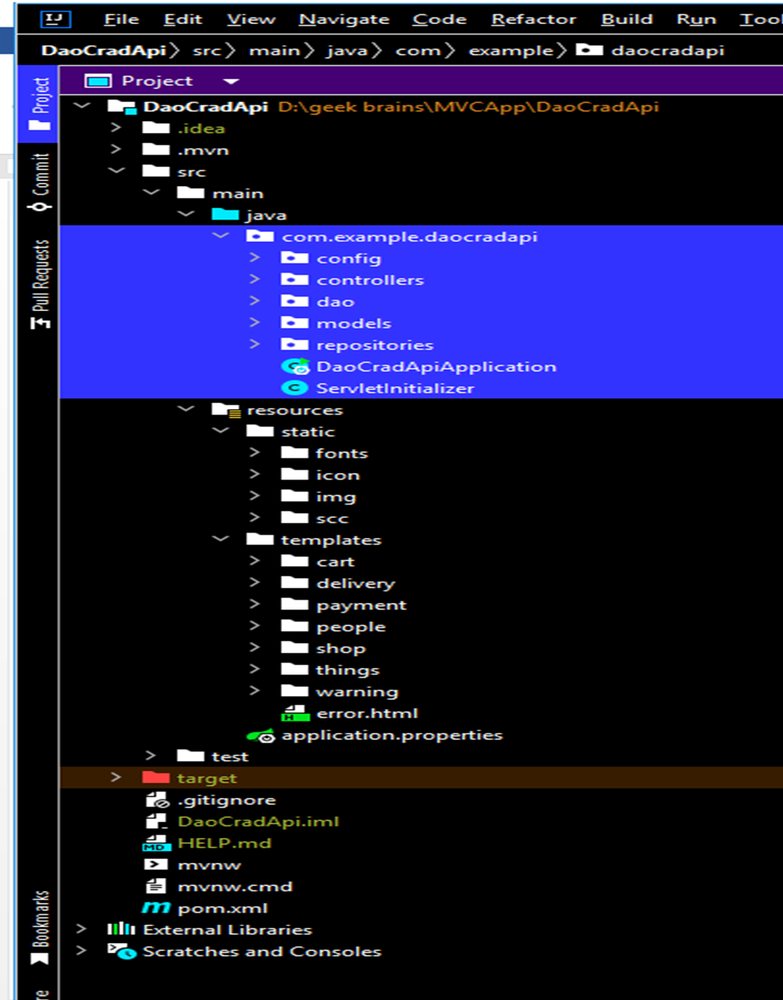 IJ File Edit View Navigate Code Refactor Build Run
DaoCradApi 〉 src 〉 main 〉 java 〉 com 〉 example 〉 daocradapi
Project
Project
Commit
Pull Requests
Bookmarks
DaoCradApi D:\geek brains\MVCApp\DaoCradApi
.idea
.mvn
src
main
java
com.example.daocradapi
config
controllers
dao
models
repositories
DaoCradApiApplication
ServletInitializer
resources
static
fonts
icon
img
scc
templates
cart
delivery
payment
people
shop
things
warning
error.html
application.properties
test
target
.gitignore
DaoCradApi.iml
HELP.md
mvnw
mvnw.cmd
pom.xml
External Libraries
Scratches and Consoles